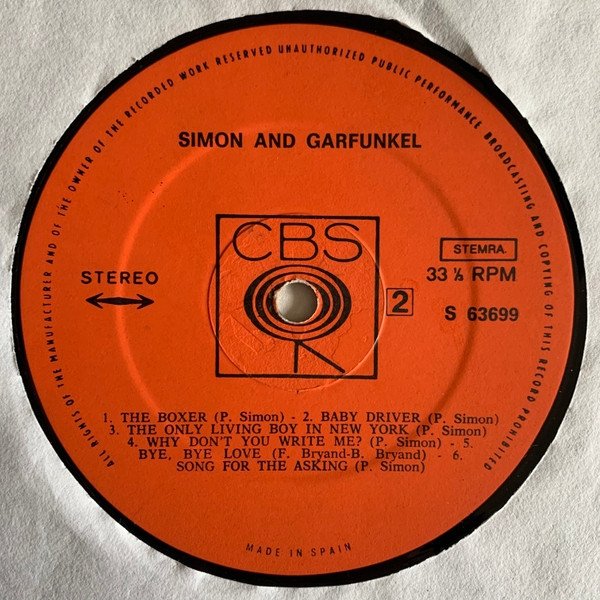 ALL RIGHTS OF THE MANUFACTURER AND OF THE OWNER OF THE RECORDED WORK RESERVED UNAUTHORIZED PUBLIC PERFORMANCE BROADCASTING AND COPYING OF THIS RECORD PROHIBITED
SIMON AND GARFUNKEL
CBS
STEMRA.
STEREO
33 ⅓ RPM
2
S 63699
1. THE BOXER (P. Simon) - 2. BABY DRIVER (P. Simon)
3. THE ONLY LIVING BOY IN NEW YORK (P. Simon)
4. WHY DON'T YOU WRITE ME? (P. Simon) - 5.
BYE, BYE LOVE (F. Bryand-B. Bryand) - 6.
SONG FOR THE ASKING (P. Simon)
MADE IN SPAIN